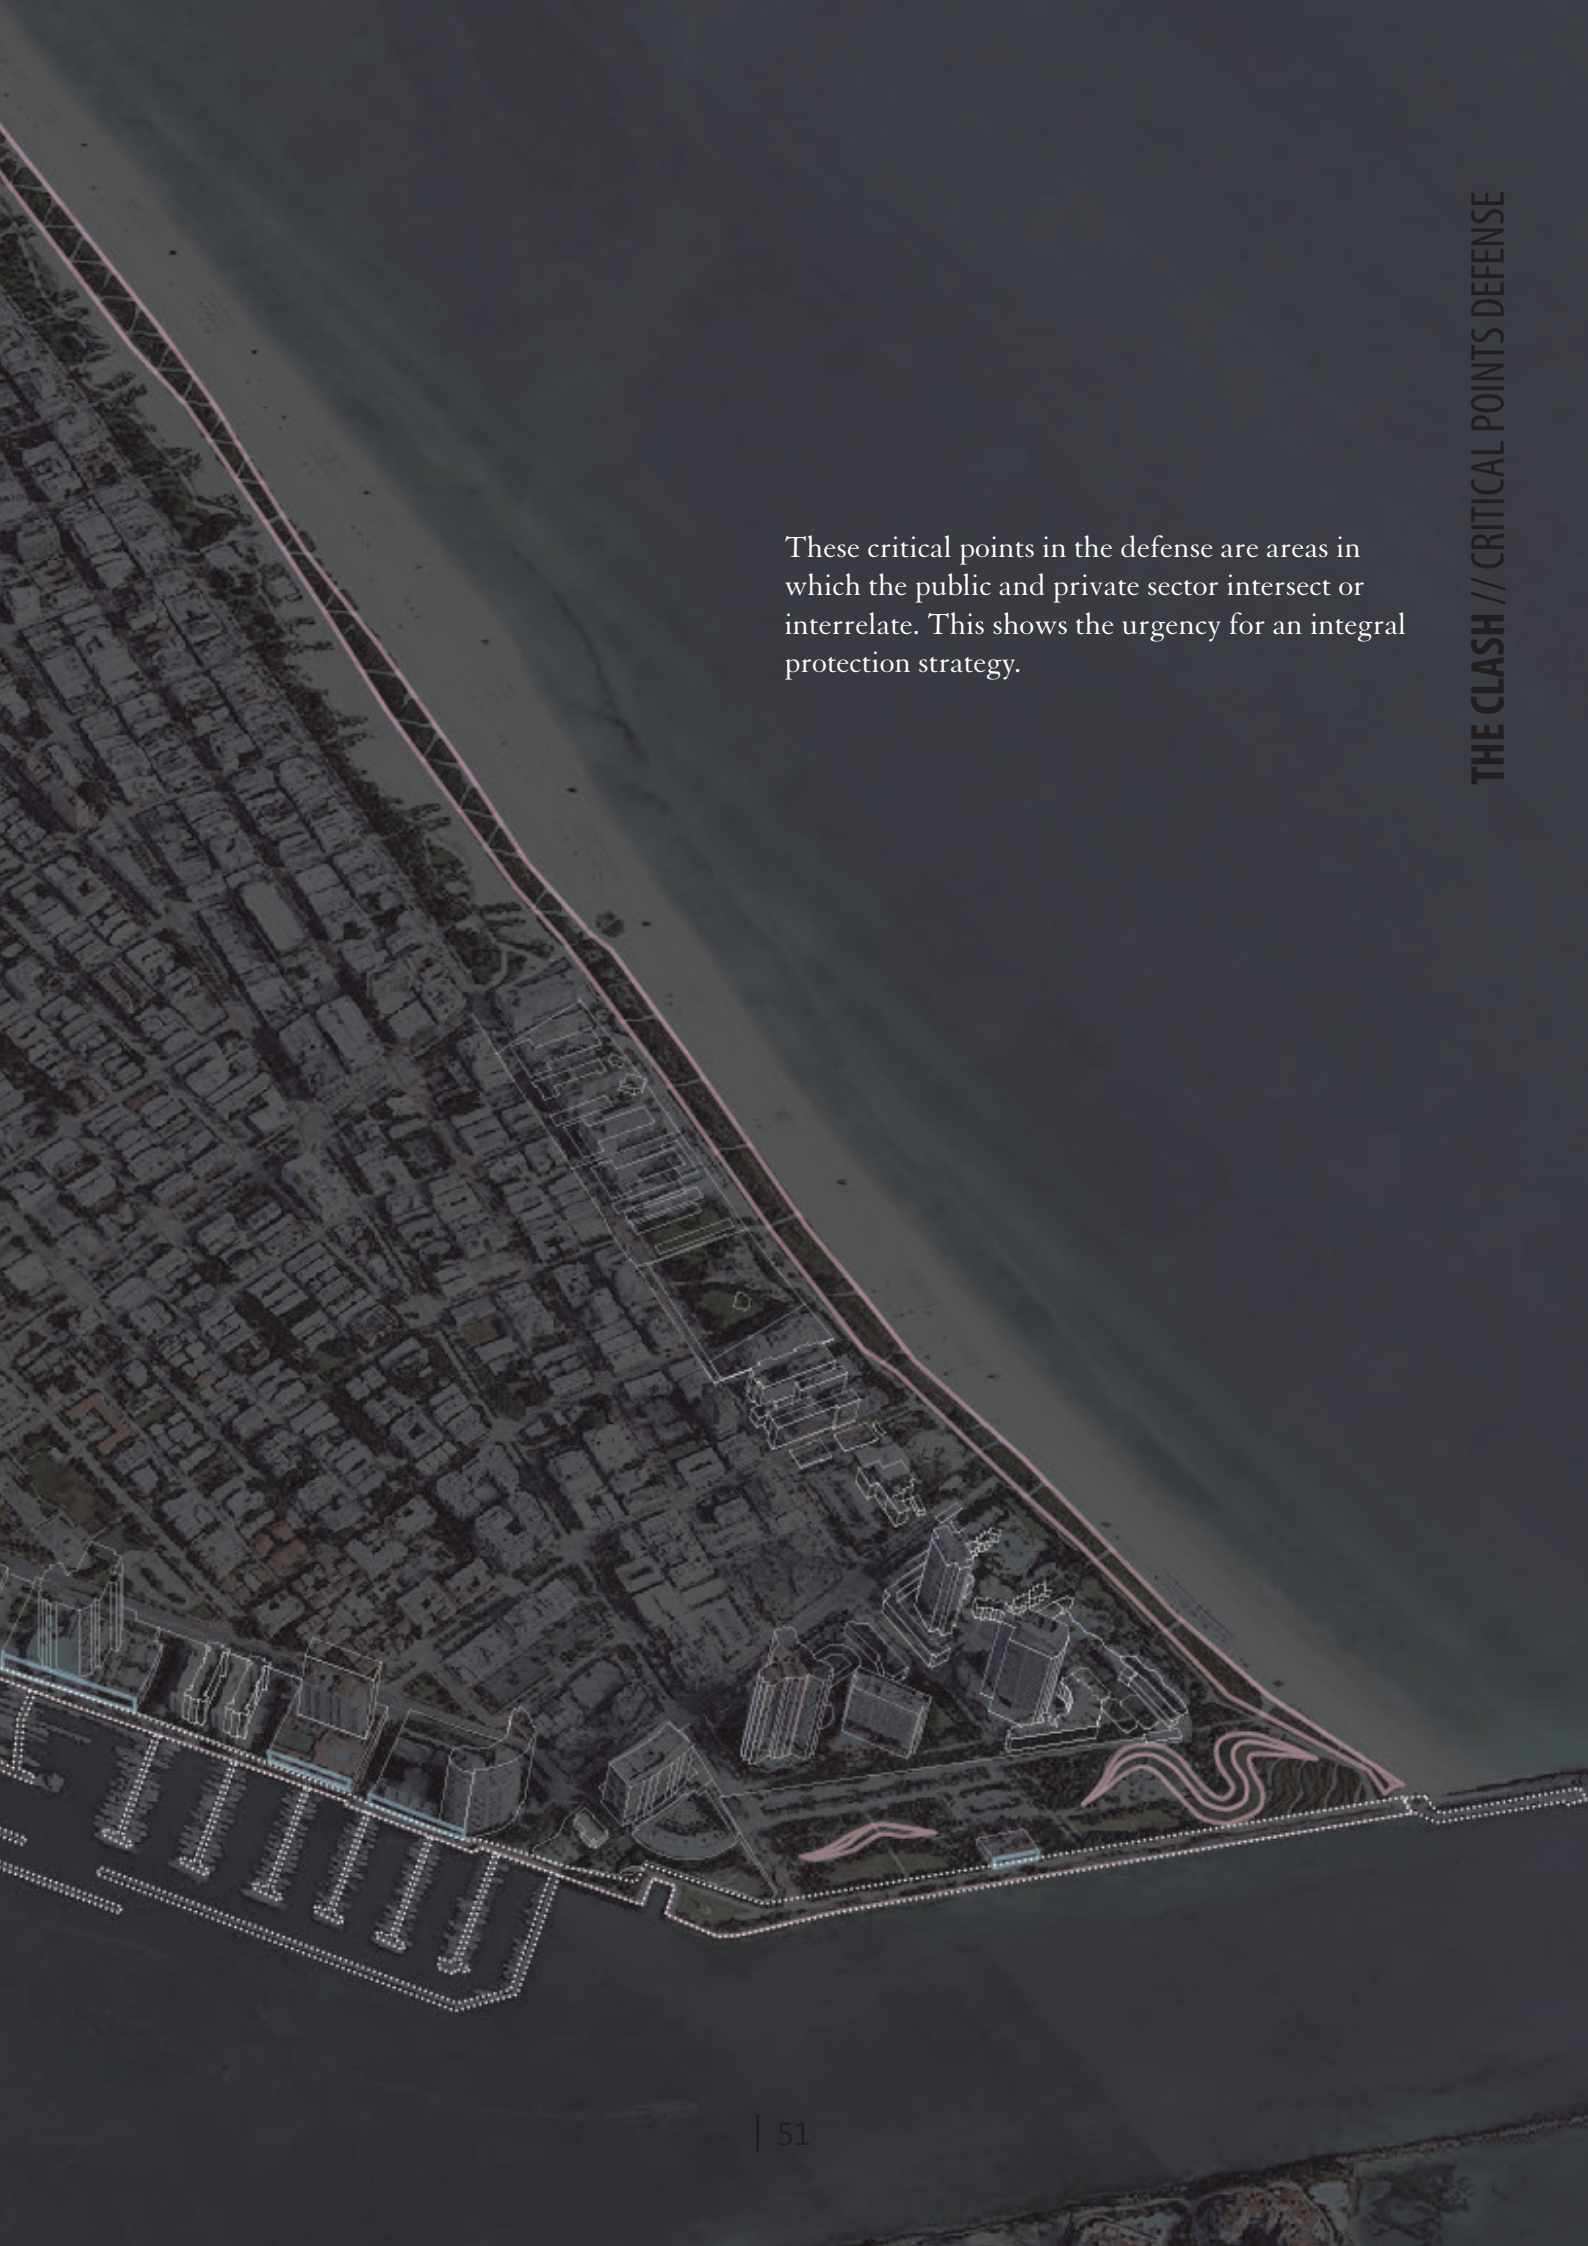 THE CLASH // CRITICAL POINTS DEFENSE
These critical points in the defense are areas in
which the public and private sector intersect or
interrelate. This shows the urgency for an integral
protection strategy.
51